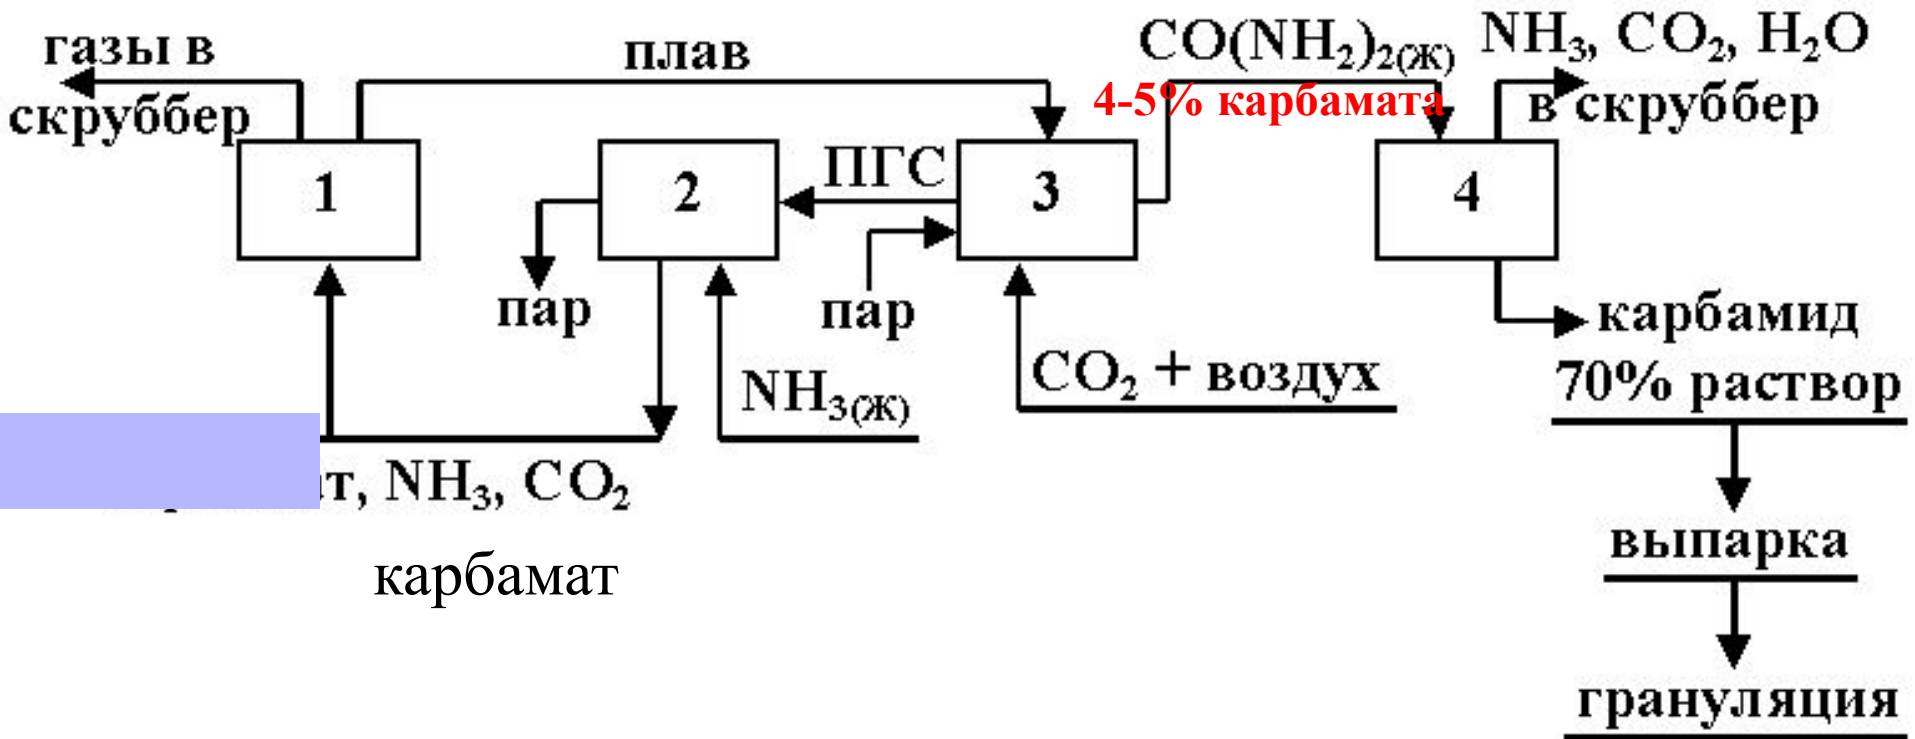 газы в
скруббер
плав
CO(NH₂)₂(Ж)
4-5% карбамата
NH₃, CO₂, H₂O
в скруббер
1
2
ПГС
3
4
пар
пар
NH₃(Ж)
CO₂ + воздух
карбамид
70% раствор
ат, NH₃, CO₂
карбамат
выпарка
грануляция